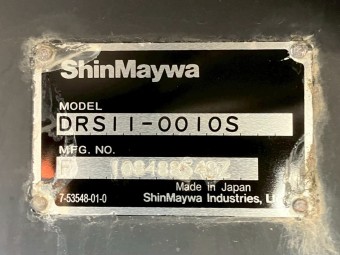 ShinMaywa
MODEL
DRS11-0010S
MFG. NO.
Made in Japan
7-53548-01-0 ShinMaywa Industries, L